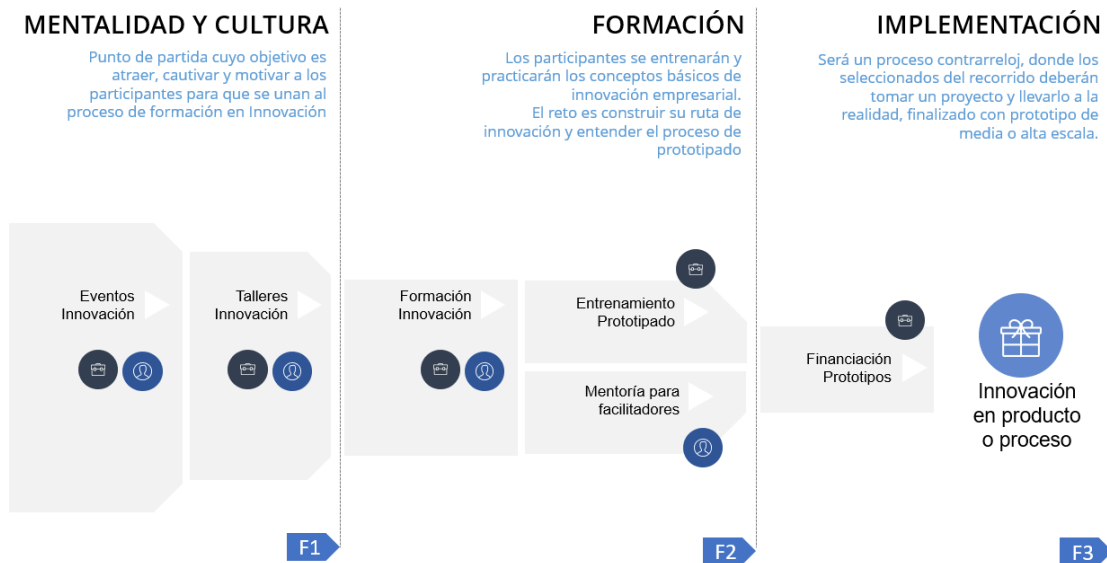 MENTALIDAD Y CULTURA
Punto de partida cuyo objetivo es
atraer, cautivar y motivar a los
participantes para que se unan al
proceso de formación en Innovación
FORMACIÓN
Los participantes se entrenarán y
practicarán los conceptos básicos de
innovación empresarial.
El reto es construir su ruta de
innovación y entender el proceso de
prototipado
IMPLEMENTACIÓN
Será un proceso contrarreloj, donde los
seleccionados del recorrido deberán
tomar un proyecto y llevarlo a la
realidad, finalizado con prototipo de
media o alta escala.
Eventos
Innovación
Talleres
Innovación
Formación
Innovación
Entrenamiento
Prototipado
Mentoría para
facilitadores
Financiación
Prototipos
Innovación
en producto
o proceso
F1
F2
F3